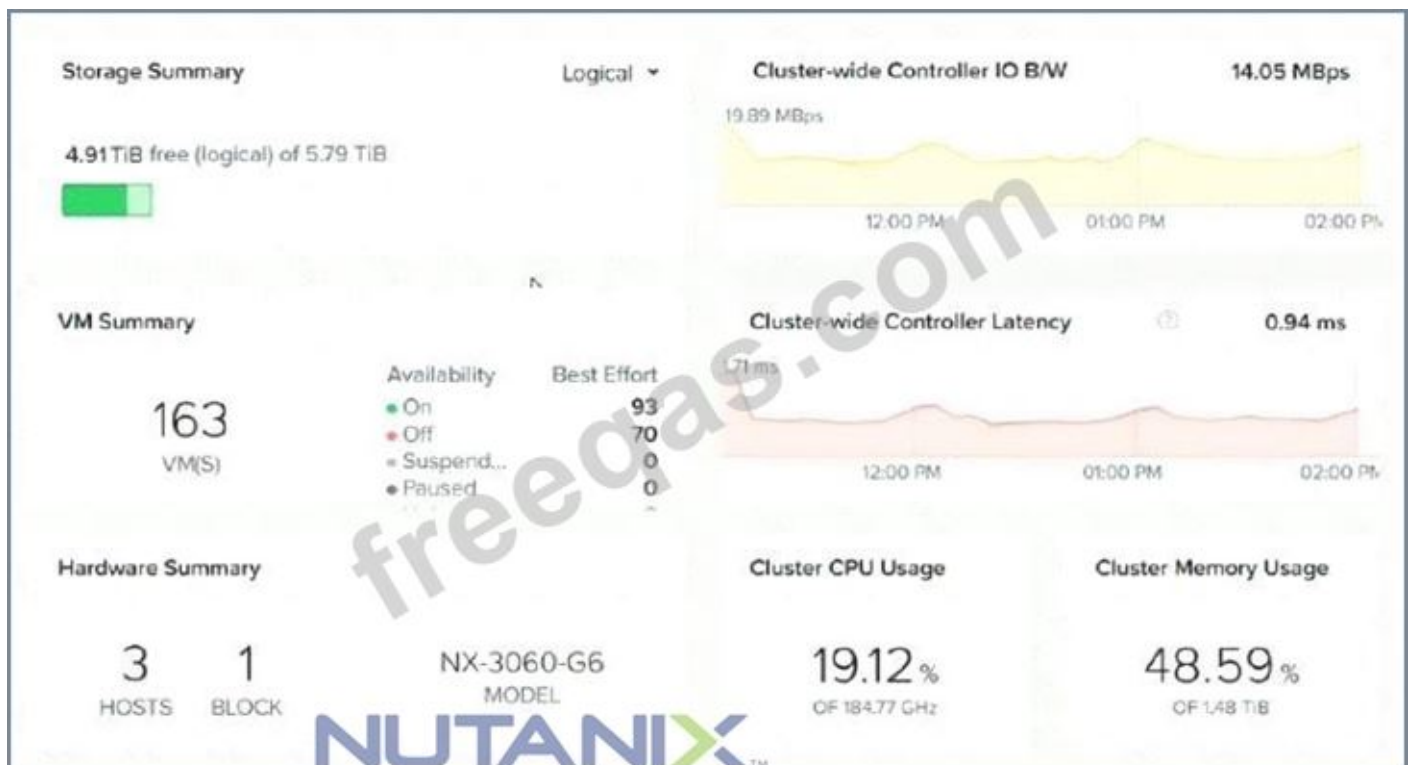 Storage Summary
Logical
4.91 TiB free (logical) of 5.79 TiB
Cluster-wide Controller IO B/W
14.05 MBps
19.89 MBps
12:00 PM
01:00 PM
02:00 PM
VM Summary
163
VM(S)
Availability
Best Effort
On
93
Off
70
Suspend...
0
Paused
0
Cluster-wide Controller Latency
0.94 ms
1.71 ms
12:00 PM
01:00 PM
02:00 PM
freeqas.com
Hardware Summary
3
HOSTS
1
BLOCK
NX-3060-G6
MODEL
Cluster CPU Usage
19.12 %
OF 184.77 GHz
Cluster Memory Usage
48.59 %
OF 1.48 TiB
NUTANIX
TM